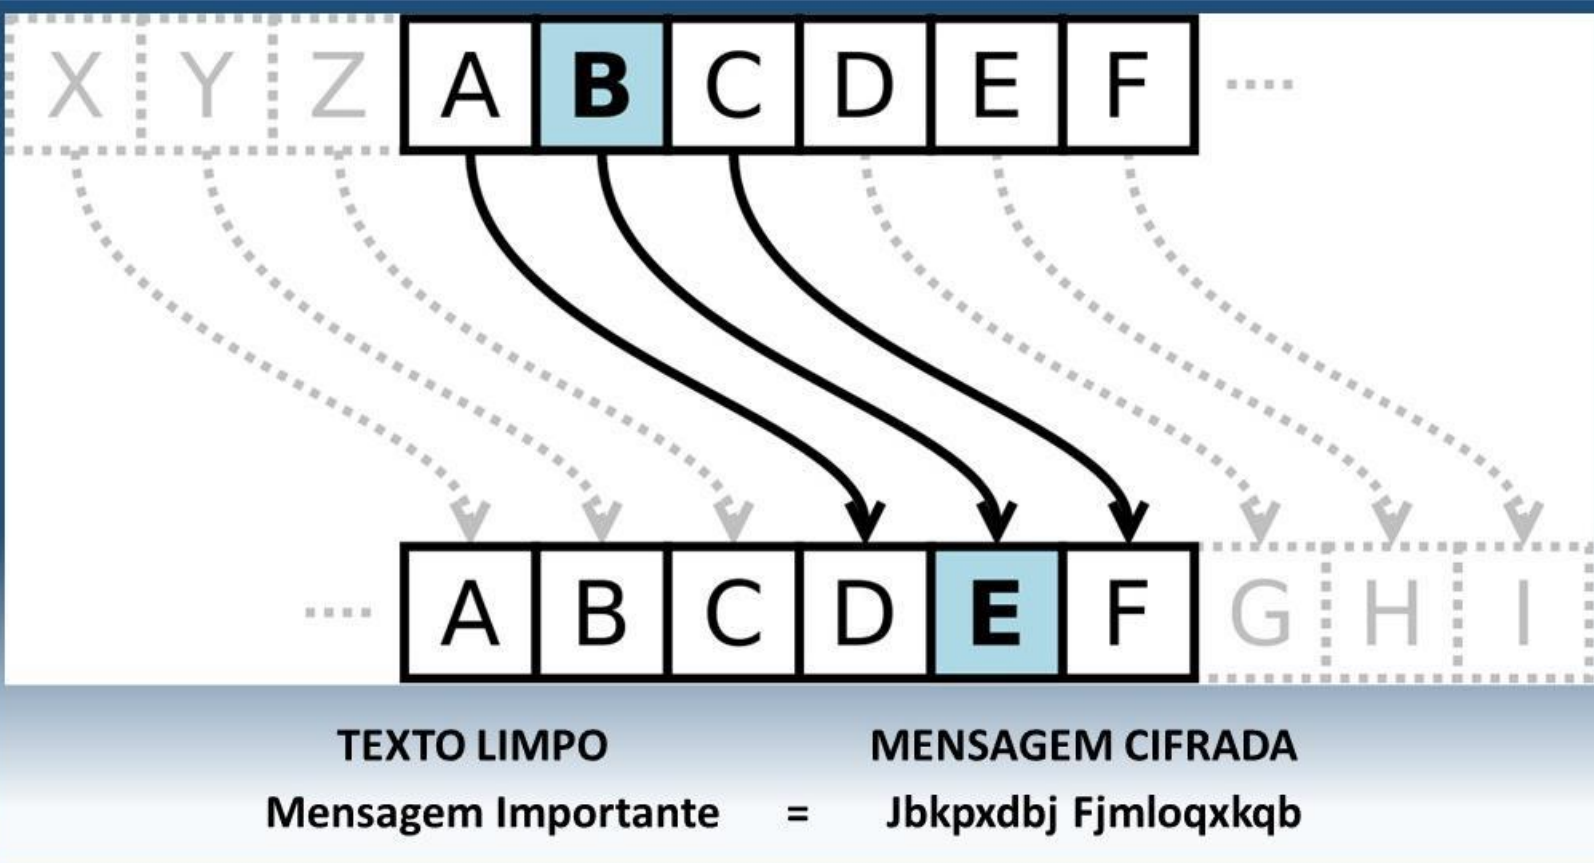 X Y Z A B C D E F ....
.... A B C D E F G H I
TEXTO LIMPO MENSAGEM CIFRADA
Mensagem Importante = Jbkpxdbj Fjmloqxkqb